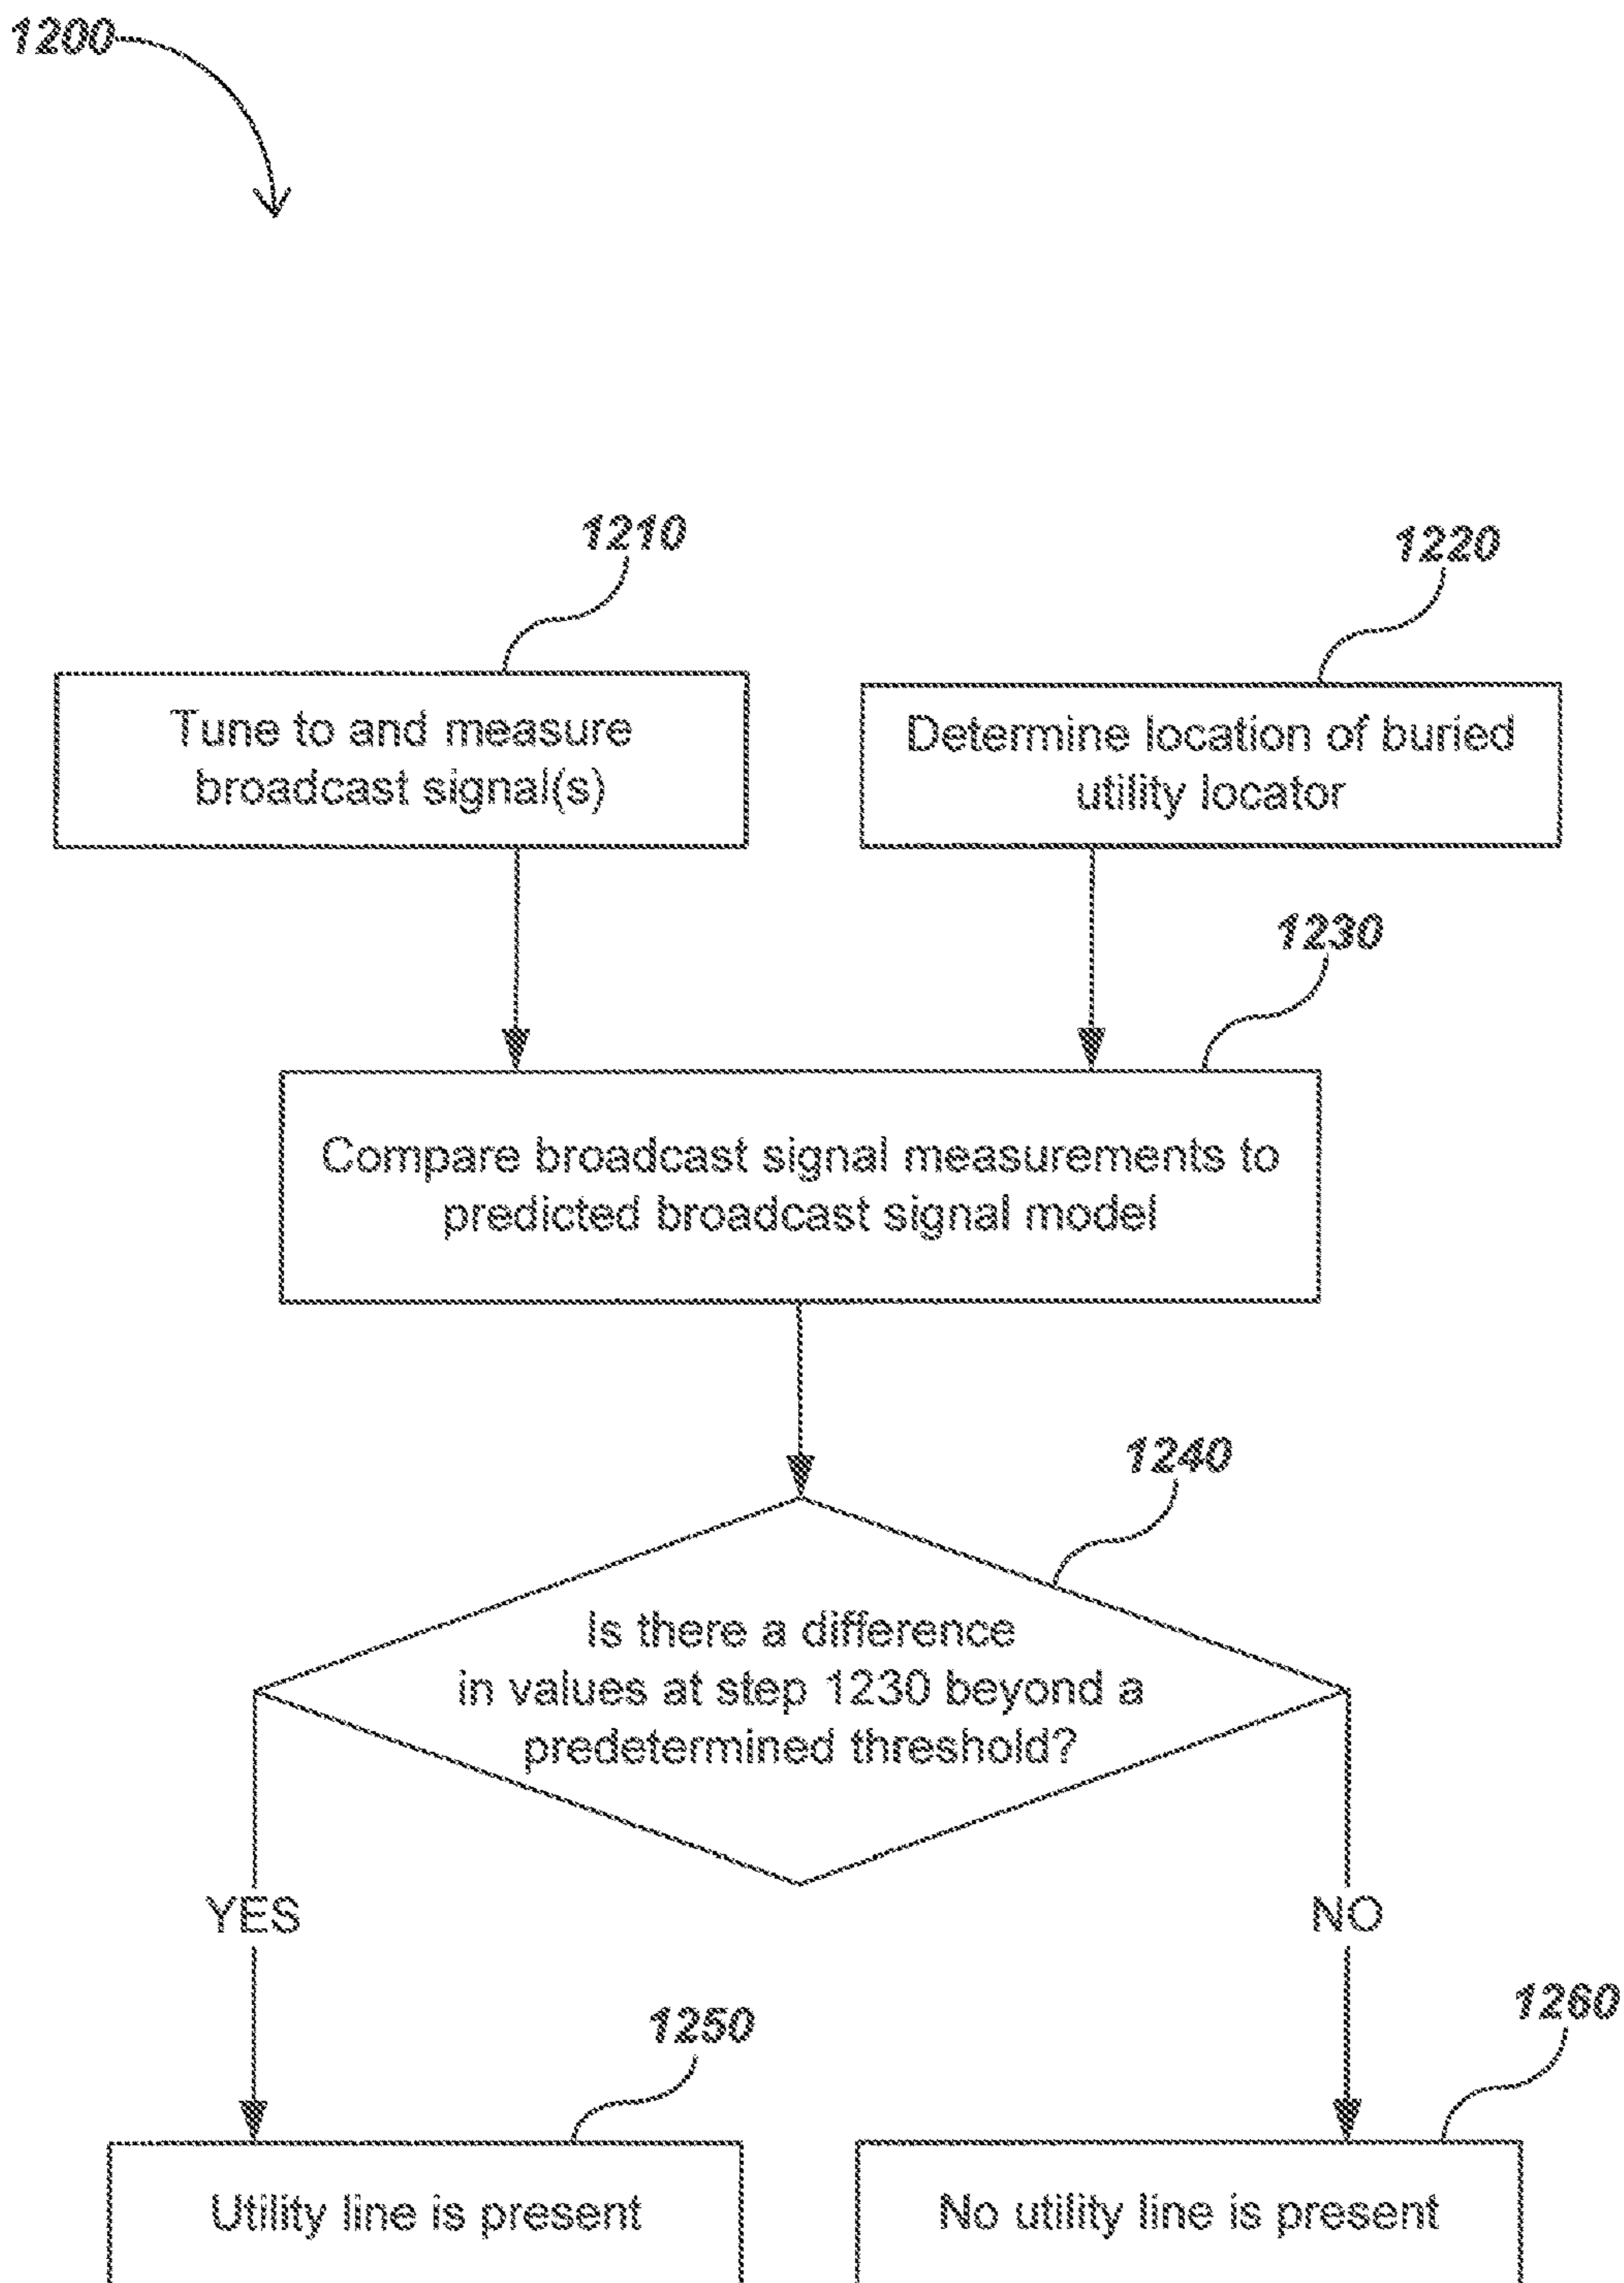 1200
1210
1220
Tune to and measure
broadcast signal(s)
Determine location of buried
utility locator
1230
Compare broadcast signal measurements to
predicted broadcast signal model
1240
Is there a difference
in values at step 1230 beyond a
predetermined threshold?
YES
NO
1250
1260
Utility line is present
No utility line is present